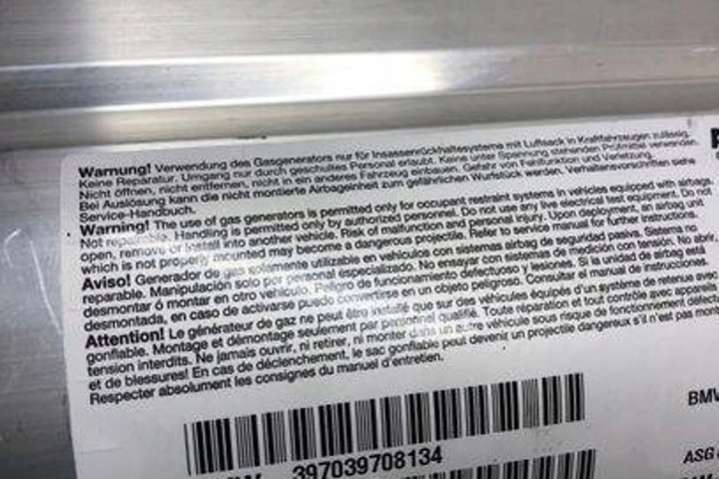 Warnung! Verwendung des Gasgenerators nur für Insassenrückhaltesysteme mit Luftsack in Kraftfahrzeugen zulässig.
Keine Reparatur. Umgang nur durch geschultes Personal erlaubt. Keine unter Spannung stehenden Prüfmittel verwenden.
Nicht öffnen, nicht entfernen, nicht in ein anderes Fahrzeug einbauen. Gefahr von Fehlfunktion und Verletzung.
Bei Auslösung kann die nicht montierte Airbageinheit zum gefährlichen Wurfstück werden. Verhaltensvorschriften siehe
Service-Handbuch.
Warning! The use of gas generators is permitted only for occupant restraint systems in vehicles equipped with airbags.
Not repairable. Handling is permitted only by authorized personnel. Do not use any live electrical test equipment. Do not
open, remove or install into another vehicle. Risk of malfunction and personal injury. Upon deployment, an airbag unit
which is not properly mounted may become a dangerous projectile. Refer to service manual for further instructions.
Aviso! Generador de gas solamente utilizable en vehículos con sistemas airbag de seguridad pasiva. Sistema no
reparable. Manipulación solo por personal especializado. No ensayar con sistemas de medición con tensión. No abrir,
desmontar ó montar en otro vehículo. Peligro de funcionamiento defectuoso y lesiones. Si la unidad de airbag está
desmontada, en caso de activarse puede convertirse en un objeto peligroso. Consultar el manual de instrucciones
Attention! Le générateur de gaz ne peut être installé que sur des véhicules équipés d'un système de retenue avec
gonflable. Montage et démontage seulement par personnel qualifié. Toute réparation et tout contrôle avec appareils
tension interdits. Ne jamais ouvrir, ni retirer, ni monter dans un autre véhicule sous risque de fonctionnement défect
et de blessures! En cas de déclenchement, le sac gonflable peut devenir un projectile dangereux s'il n'est pas mon
Respecter absolument les consignes du manuel d'entretien.
397039708134
BMW
ASG